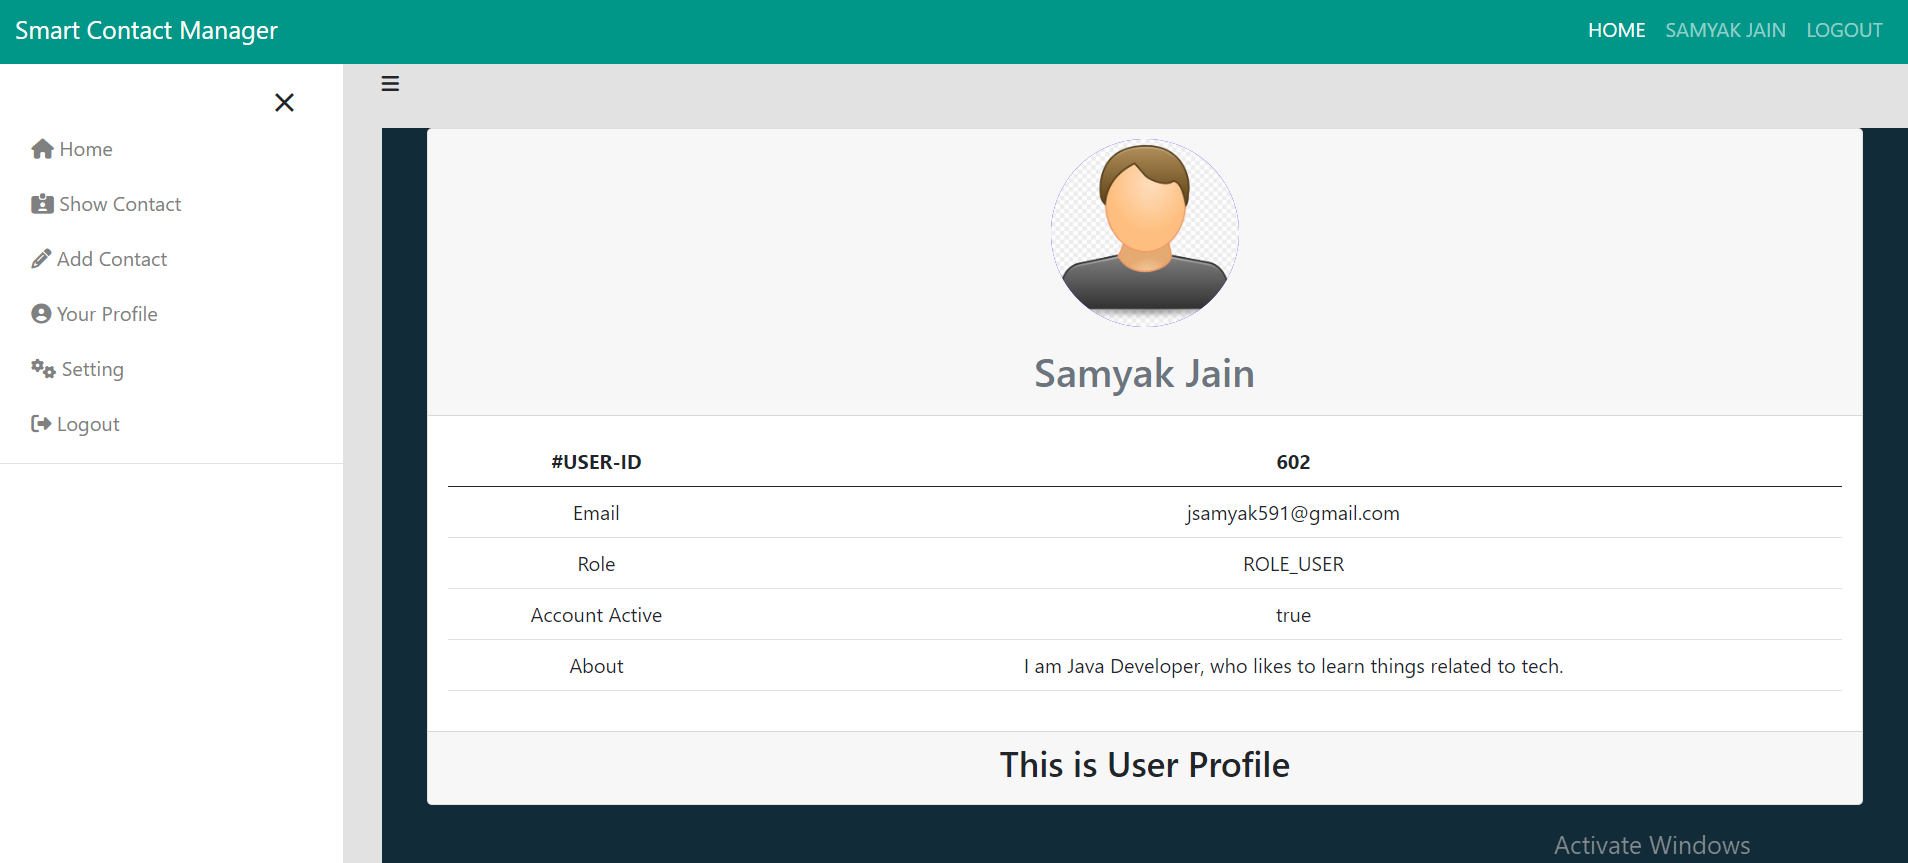 Smart Contact Manager
HOME SAMYAK JAIN LOGOUT
Home
Show Contact
Add Contact
Your Profile
Setting
Logout
Samyak Jain
#USER-ID 602
Email jsamyak591@gmail.com
Role ROLE_USER
Account Active true
About I am Java Developer, who likes to learn things related to tech.
This is User Profile
Activate Windows